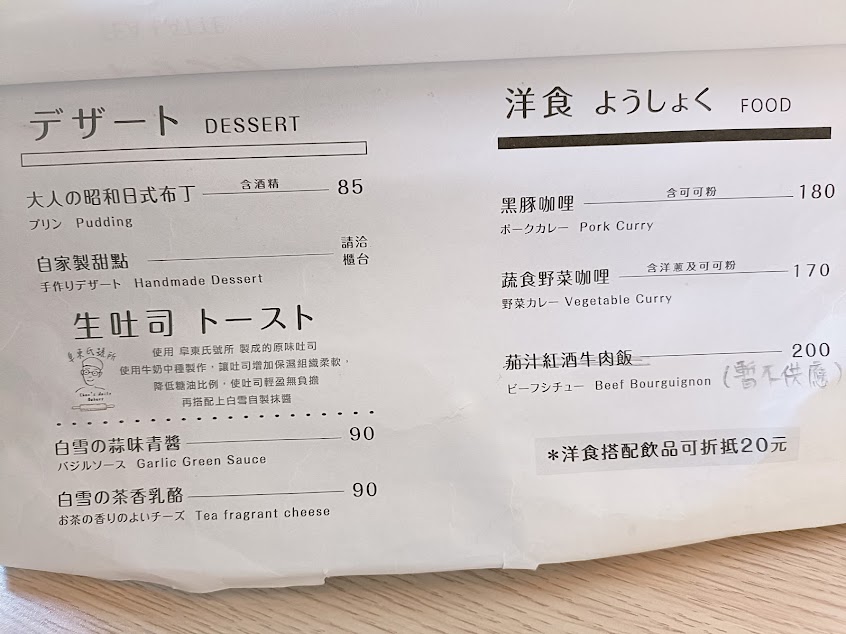 デザート DESSERT
大人の昭和日式布丁 含酒精 85
プリン Pudding
自家製甜點 請洽
櫃台
手作りデザート Handmade Dessert
生吐司 トースト
阜東氏號所
使用 阜東氏號所 製成的原味吐司
使用牛奶中種製作，讓吐司增加保濕組織柔軟，
降低糖油比例，使吐司輕盈無負擔
再搭配上白雪自製抹醬
白雪の蒜味青醬 90
バジルソース Garlic Green Sauce
白雪の茶香乳酪 90
お茶の香りのよいチーズ Tea fragrant cheese
洋食 ようしょく FOOD
黑豚咖哩 含可可粉 180
ポークカレー Pork Curry
蔬食野菜咖哩 含洋蔥及可可粉 170
野菜カレー Vegetable Curry
茄汁紅酒牛肉飯 200
ビーフシチュー Beef Bourguignon (暫不供應)
*洋食搭配飲品可折抵20元